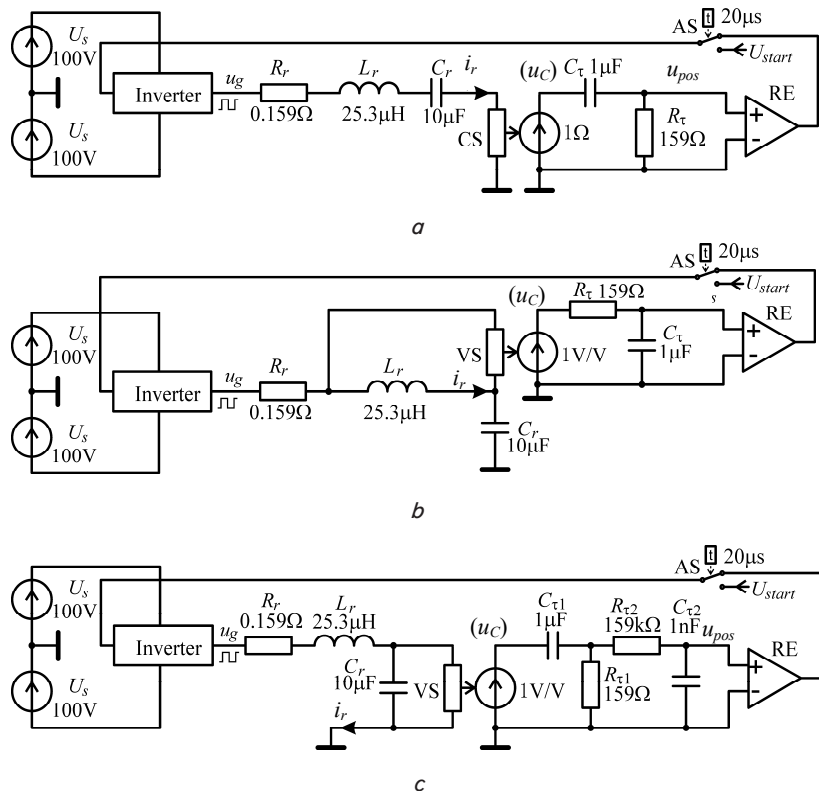 U_s
100V
U_s
100V
Inverter
u_g
R_r
0.159Ω
L_r
25.3μH
C_r
10μF
i_r
CS
(u_C)
1Ω
C_τ 1μF
u_pos
R_τ
159Ω
AS t 20μs
U_start
RE
+
-
a
U_s
100V
U_s
100V
Inverter
u_g
R_r
0.159Ω
L_r
25.3μH
i_r
VS
C_r
10μF
(u_C)
1V/V
R_τ 159Ω
C_τ
1μF
AS t 20μs
s
U_start
RE
+
-
b
U_s
100V
U_s
100V
Inverter
u_g
R_r
0.159Ω
L_r
25.3μH
C_r
10μF
i_r
VS
(u_C)
1V/V
C_τ1
1μF
R_τ1
159Ω
R_τ2
159kΩ
C_τ2
1nF
u_pos
AS t 20μs
U_start
RE
+
-
c